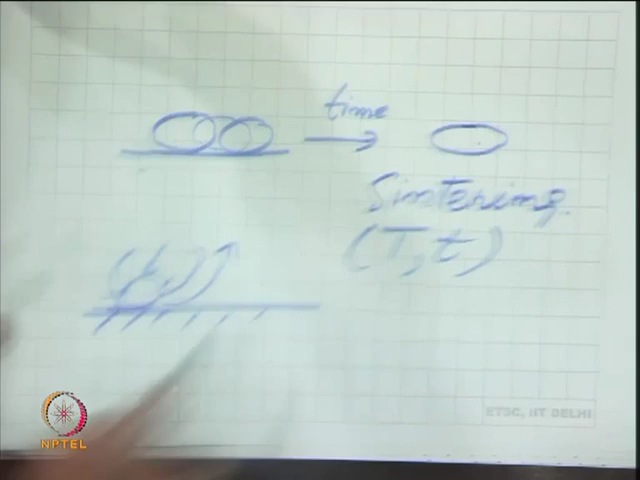 time
Sintering.
(T, t)
ETSC, IIT DELHI
NPTEL